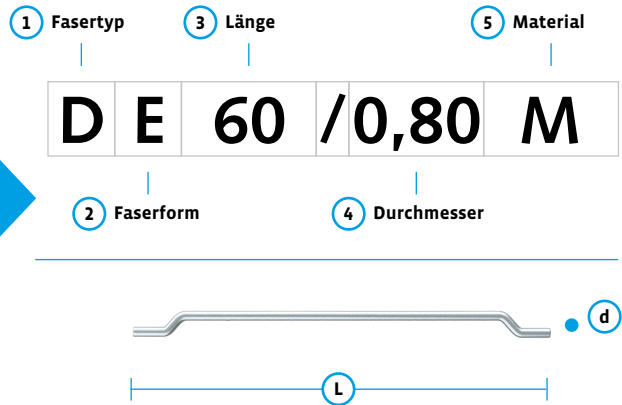 1 Fasertyp 3 Länge 5 Material
D E 60 / 0,80 M
2 Faserform 4 Durchmesser
d
L